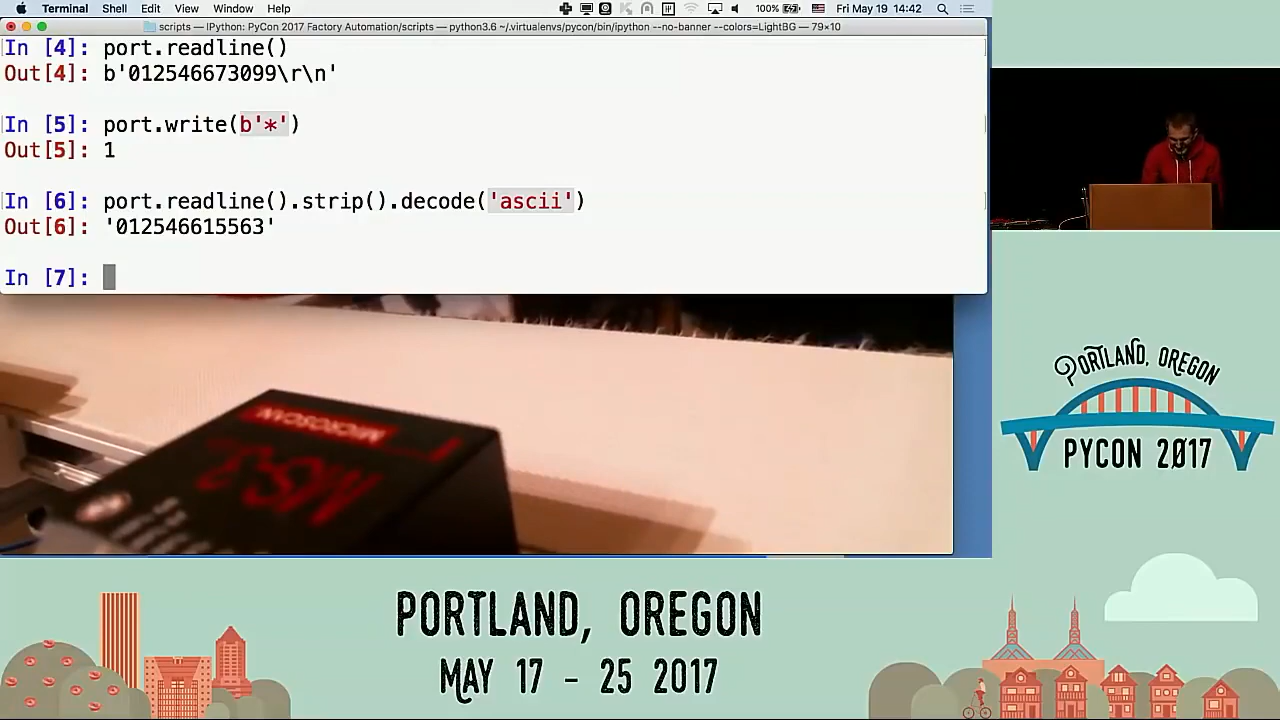 Terminal Shell Edit View Window Help 100% Fri May 19 14:42
scripts — IPython: PyCon 2017 Factory Automation/scripts — python3.6 ~/.virtualenvs/pycon/bin/ipython --no-banner --colors=LightBG — 79×10
In [4]: port.readline()
Out[4]: b'012546673099\r\n'
In [5]: port.write(b'*')
Out[5]: 1
In [6]: port.readline().strip().decode('ascii')
Out[6]: '012546615563'
In [7]:
MICROSCAN
MS-2
PORTLAND, OREGON
PYCON 2017
PORTLAND, OREGON
MAY 17 - 25 2017